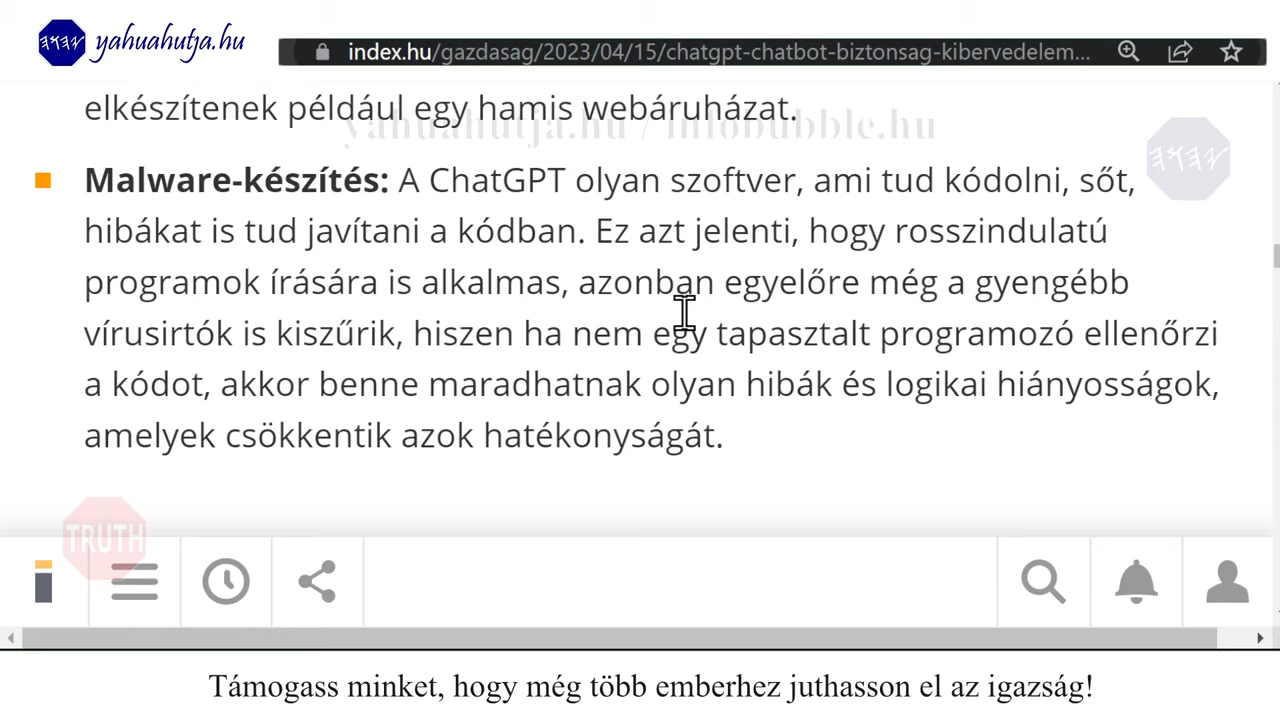 yahuahutja.hu
index.hu/gazdasag/2023/04/15/chatgpt-chatbot-biztonsag-kibervedelem...
elkészítenek például egy hamis webáruházat.
yahuahutja.hu / infobubble.hu
Malware-készítés: A ChatGPT olyan szoftver, ami tud kódolni, sőt,
hibákat is tud javítani a kódban. Ez azt jelenti, hogy rosszindulatú
programok írására is alkalmas, azonban egyelőre még a gyengébb
vírusirtók is kiszűrik, hiszen ha nem egy tapasztalt programozó ellenőrzi
a kódot, akkor benne maradhatnak olyan hibák és logikai hiányosságok,
amelyek csökkentik azok hatékonyságát.
TRUTH
i
Támogass minket, hogy még több emberhez juthasson el az igazság!